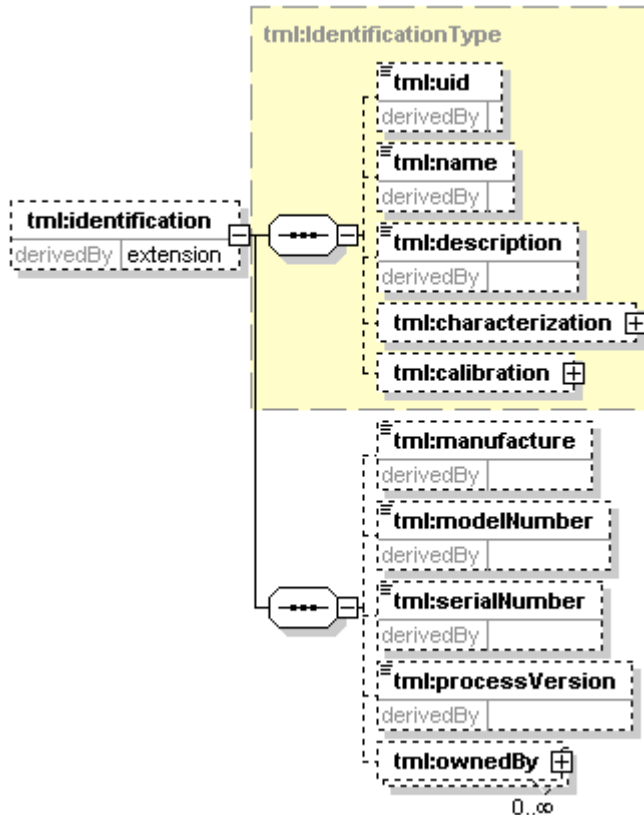 tml:IdentificationType
tml:uid
derivedBy
tml:name
derivedBy
tml:identification
derivedBy extension
tml:description
derivedBy
tml:characterization
tml:calibration
tml:manufacture
derivedBy
tml:modelNumber
derivedBy
tml:serialNumber
derivedBy
tml:processVersion
derivedBy
tml:ownedBy
0..∞